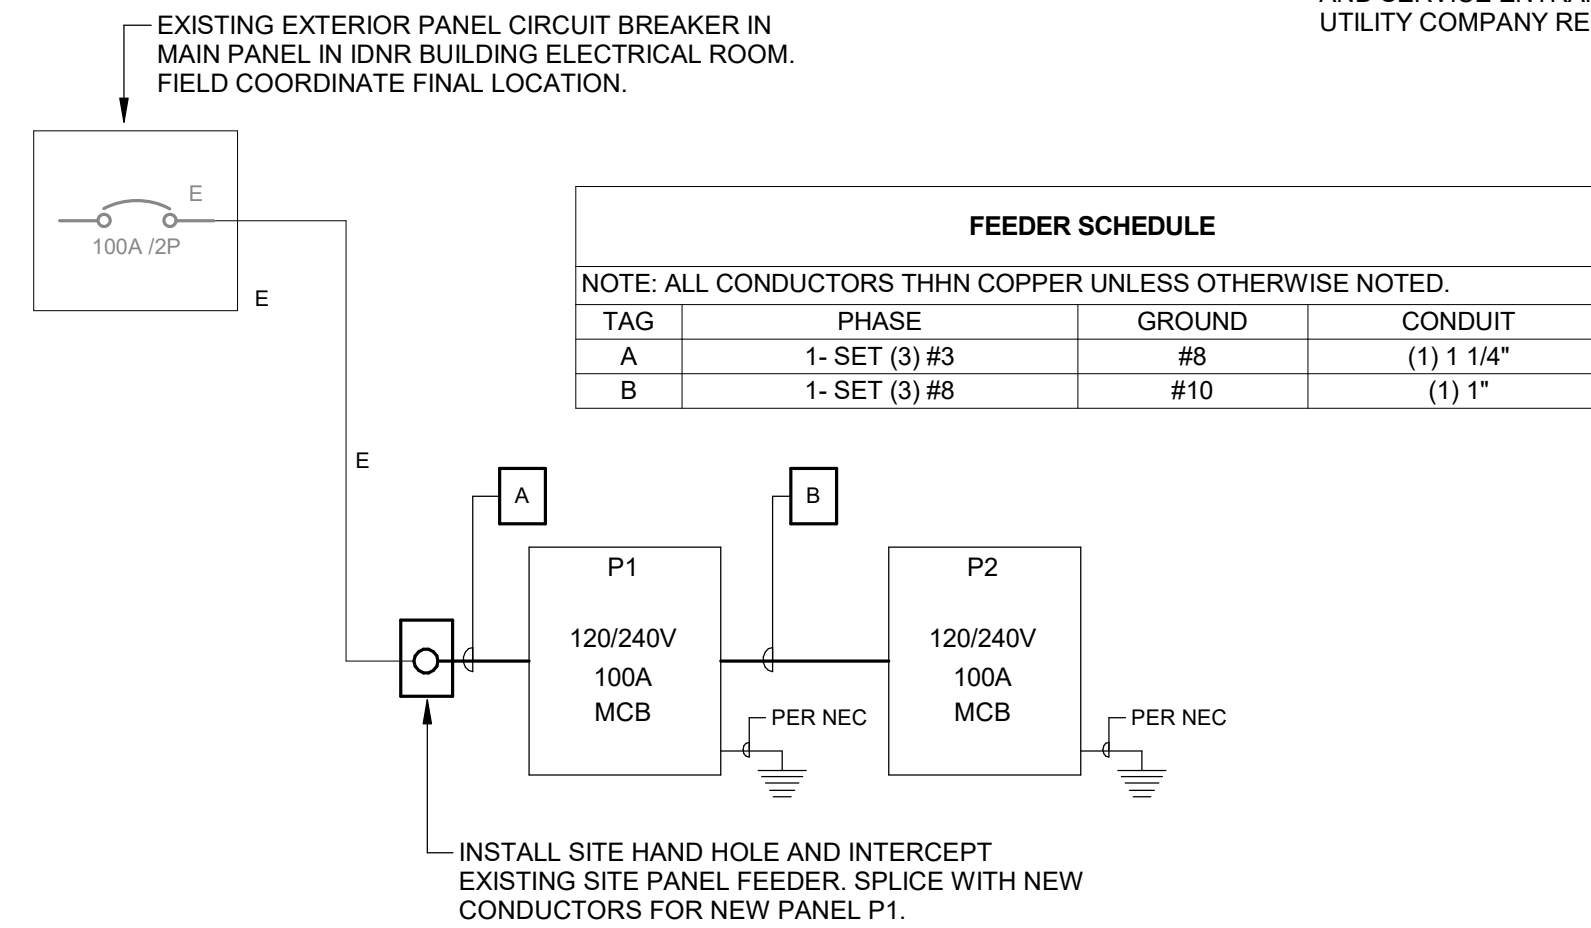 EXISTING EXTERIOR PANEL CIRCUIT BREAKER IN
MAIN PANEL IN IDNR BUILDING ELECTRICAL ROOM.
FIELD COORDINATE FINAL LOCATION.
UTILITY COMPANY RE
E
100A /2P
E
E
FEEDER SCHEDULE
NOTE: ALL CONDUCTORS THHN COPPER UNLESS OTHERWISE NOTED.
TAG PHASE GROUND CONDUIT
A 1- SET (3) #3 #8 (1) 1 1/4"
B 1- SET (3) #8 #10 (1) 1"
A
B
P1
120/240V
100A
MCB
PER NEC
P2
120/240V
100A
MCB
PER NEC
INSTALL SITE HAND HOLE AND INTERCEPT
EXISTING SITE PANEL FEEDER. SPLICE WITH NEW
CONDUCTORS FOR NEW PANEL P1.